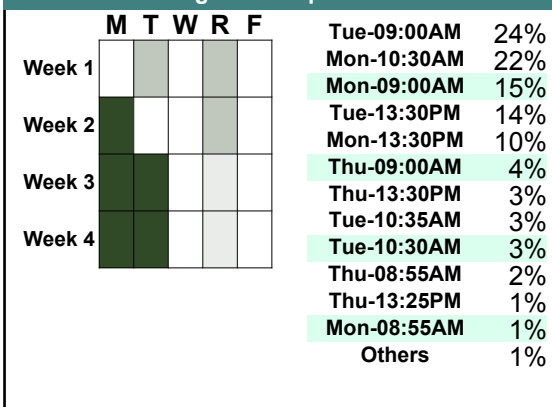 M T W R F
Week 1
Week 2
Week 3
Week 4
Tue-09:00AM 24%
Mon-10:30AM 22%
Mon-09:00AM 15%
Tue-13:30PM 14%
Mon-13:30PM 10%
Thu-09:00AM 4%
Thu-13:30PM 3%
Tue-10:35AM 3%
Tue-10:30AM 3%
Thu-08:55AM 2%
Thu-13:25PM 1%
Mon-08:55AM 1%
Others 1%